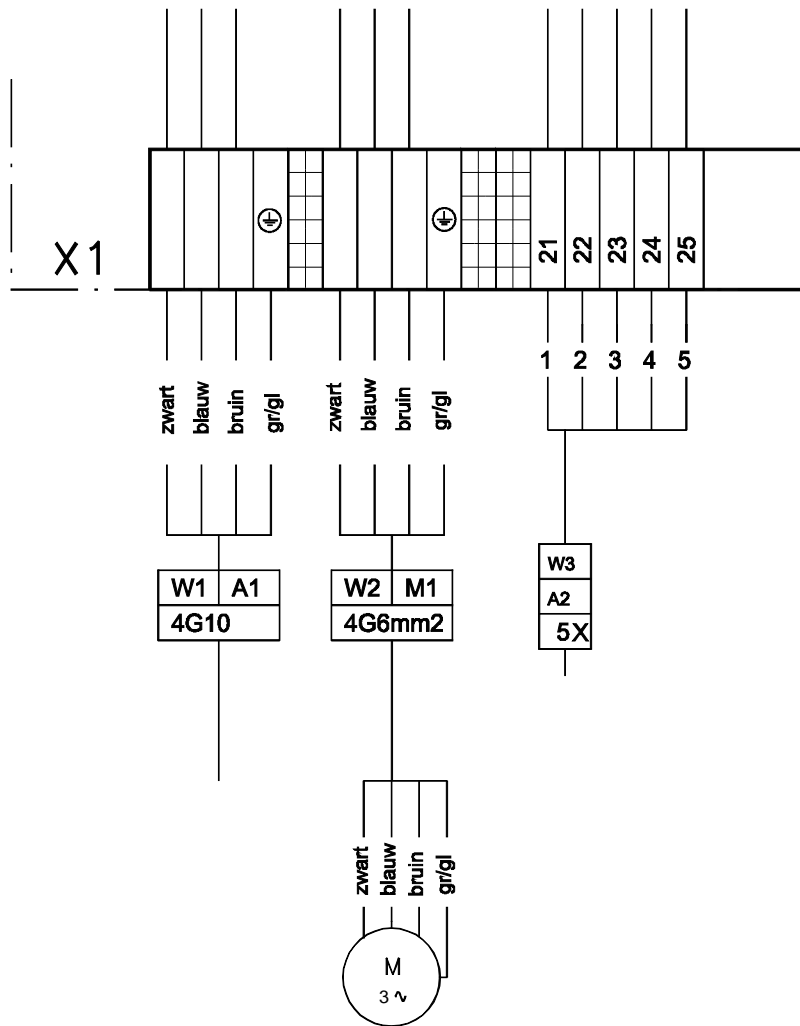 X1
21 22 23 24 25
1 2 3 4 5
zwart blauw bruin gr/gl zwart blauw bruin gr/gl
W1 A1
4G10
W2 M1
4G6mm2
W3
A2
5X
zwart blauw bruin gr/gl
M
3 ∿